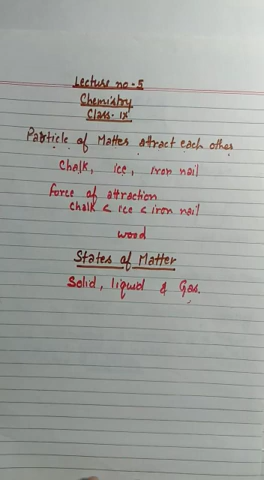 Lecture no-5
Chemistry
Class-IX
Particle of Matter attract each other
Chalk, ice, iron nail
force of attraction
Chalk < ice < iron nail
wood
States of Matter
Solid, liquid & Gas.